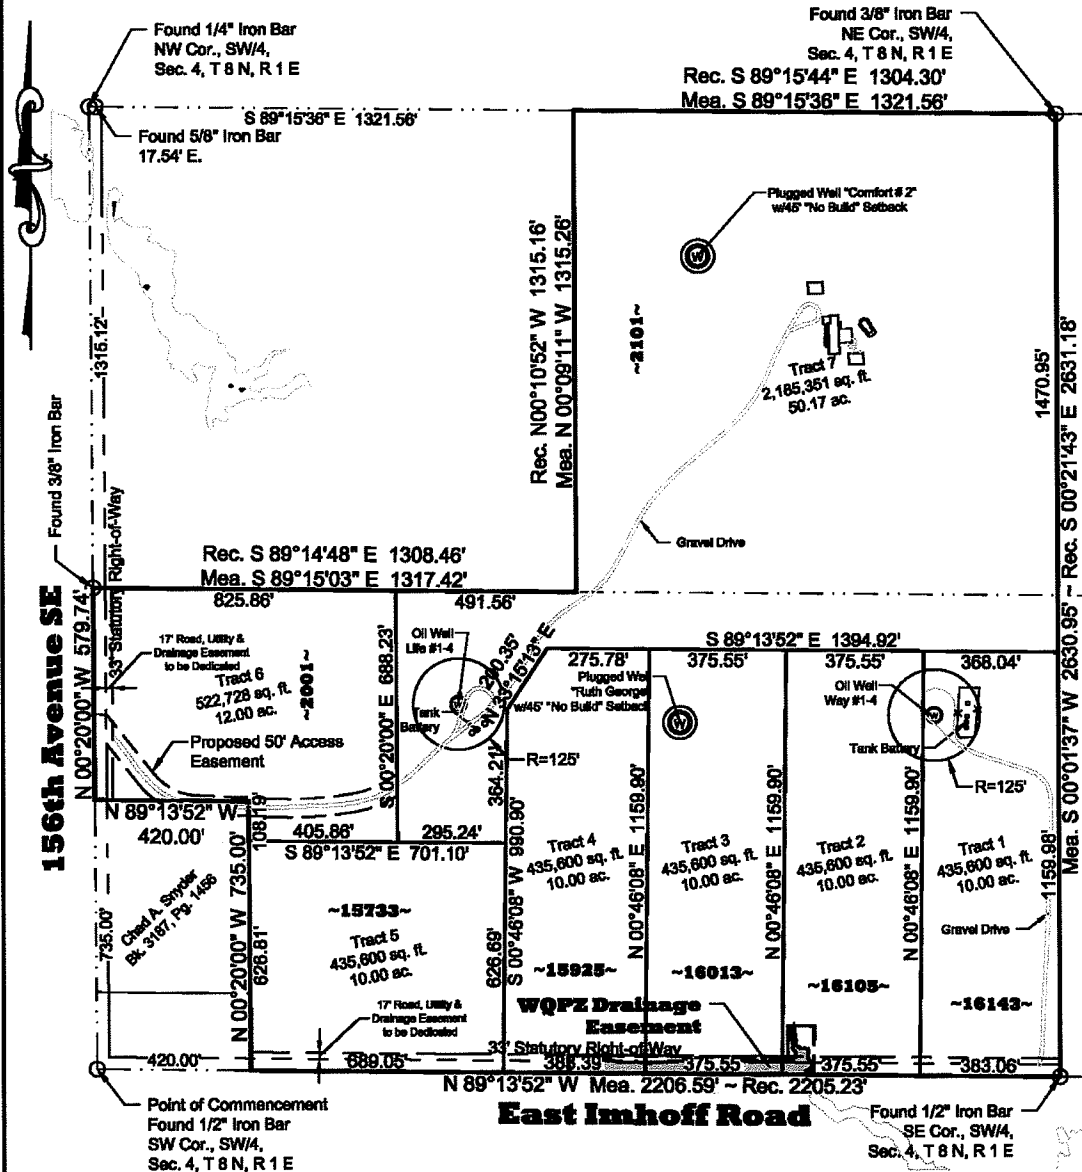 Found 1/4" Iron Bar
NW Cor., SW/4,
Sec. 4, T 8 N, R 1 E
Found 3/8" Iron Bar
NE Cor., SW/4,
Sec. 4, T 8 N, R 1 E
Rec. S 89°15'44" E 1304.30'
Mea. S 89°15'36" E 1321.56'
S 89°15'36" E 1321.56'
Found 5/8" Iron Bar
17.54' E.
Plugged Well "Comfort # 2"
w/45' "No Build" Setback
W
Rec. N00°10'52" W 1315.16'
Mea. N 00°09'11" W 1315.26'
~2101~
Tract 7
2,185,351 sq. ft.
50.17 ac.
1315.12'
1470.95'
Mea. S 00°01'37" W 2630.95' ~ Rec. S 00°21'43" E 2631.18'
Found 3/8" Iron Bar
33' Statutory Right-of-Way
Gravel Drive
Rec. S 89°14'48" E 1308.46'
Mea. S 89°15'03" E 1317.42'
825.86'
491.56'
156th Avenue SE
N 00°20'00" W 579.74'
17' Road, Utility &
Drainage Easement
to be Dedicated
Tract 6
522,728 sq. ft.
12.00 ac.
~2001~
S 00°20'00" E 688.23'
Oil Well
Life #1-4
Tank
Battery
N 33°15'13" E
290.35'
S 89°13'52" E 1394.92'
275.78'
375.55'
375.55'
368.04'
Plugged Wel
"Ruth George
w/45' "No Build" Setback
W
Oil Well
Way #1-4
Tank Battery
R=125'
R=125'
Proposed 50' Access
Easement
N 89°13'52" W
420.00'
108.19'
405.86'
295.24'
S 89°13'52" E 701.10'
364.21'
S 00°46'08" W 990.90'
N 00°46'08" E 1159.90'
N 00°46'08" E 1159.90'
N 00°46'08" E 1159.90'
1159.98'
Tract 4
435,600 sq. ft.
10.00 ac.
Tract 3
435,600 sq. ft.
10.00 ac.
Tract 2
435,600 sq. ft.
10.00 ac.
Tract 1
435,600 sq. ft.
10.00 ac.
Chad A. Snyder
Bk. 3187, Pg. 1456
735.00'
N 00°20'00" W 735.00'
626.81'
~15733~
Tract 5
435,600 sq. ft.
10.00 ac.
626.69'
Gravel Drive
~15925~
~16013~
~16105~
~16143~
17' Road, Utility &
Drainage Easement
to be Dedicated
WQPZ Drainage
Easement
33' Statutory Right-of-Way
420.00'
689.05'
388.39'
375.55'
375.55'
383.06'
N 89°13'52" W Mea. 2206.59' ~ Rec. 2205.23'
East Imhoff Road
Point of Commencement
Found 1/2" Iron Bar
SW Cor., SW/4,
Sec. 4, T 8 N, R 1 E
Found 1/2" Iron Bar
SE Cor., SW/4,
Sec. 4, T 8 N, R 1 E